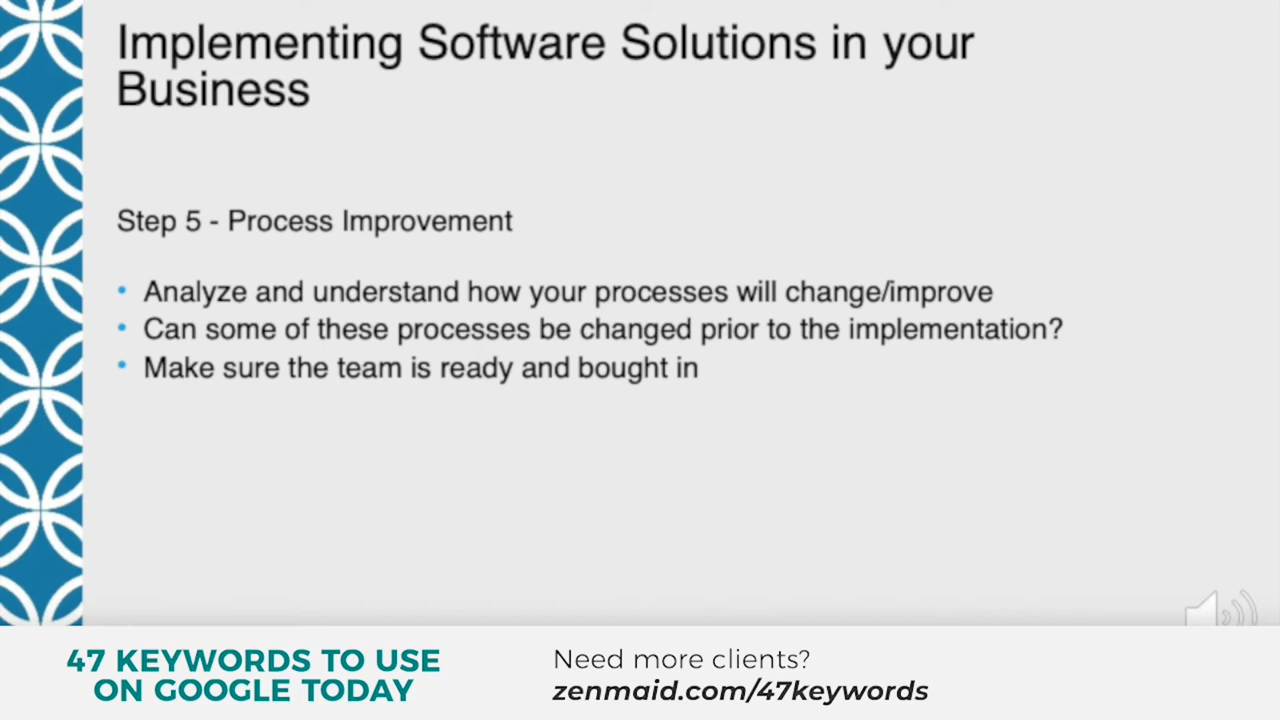 Implementing Software Solutions in your
Business
Step 5 - Process Improvement
• Analyze and understand how your processes will change/improve
• Can some of these processes be changed prior to the implementation?
• Make sure the team is ready and bought in
47 KEYWORDS TO USE
ON GOOGLE TODAY
Need more clients?
zenmaid.com/47keywords